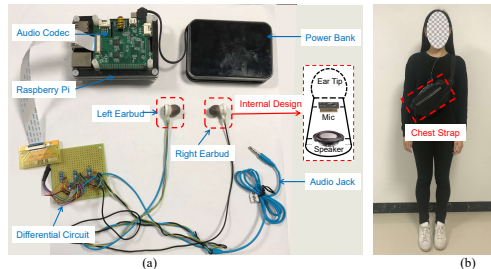 Audio Codec
Power Bank
Raspberry Pi
Left Earbud
Internal Design
Ear Tip
Mic
Speaker
Right Earbud
Chest Strap
Audio Jack
Differential Circuit
(a)
(b)